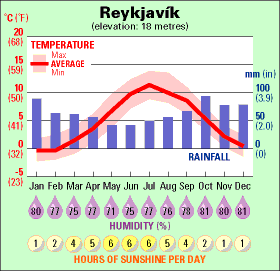 Reykjavík
(elevation: 18 metres)
°C (°F)
20
(68)
TEMPERATURE
Max
AVERAGE
Min
15
(59)
mm (in)
10
(50)
100
(3.9)
5
(41)
50
(2.0)
0
(32)
0
(0)
RAINFALL
-5
(23)
Jan Feb Mar Apr May Jun Jul Aug Sep Oct Nov Dec
80 77 75 77 71 75 77 76 78 81 80 81
HUMIDITY (%)
1 2 4 5 6 6 6 5 4 2 1 1
HOURS OF SUNSHINE PER DAY